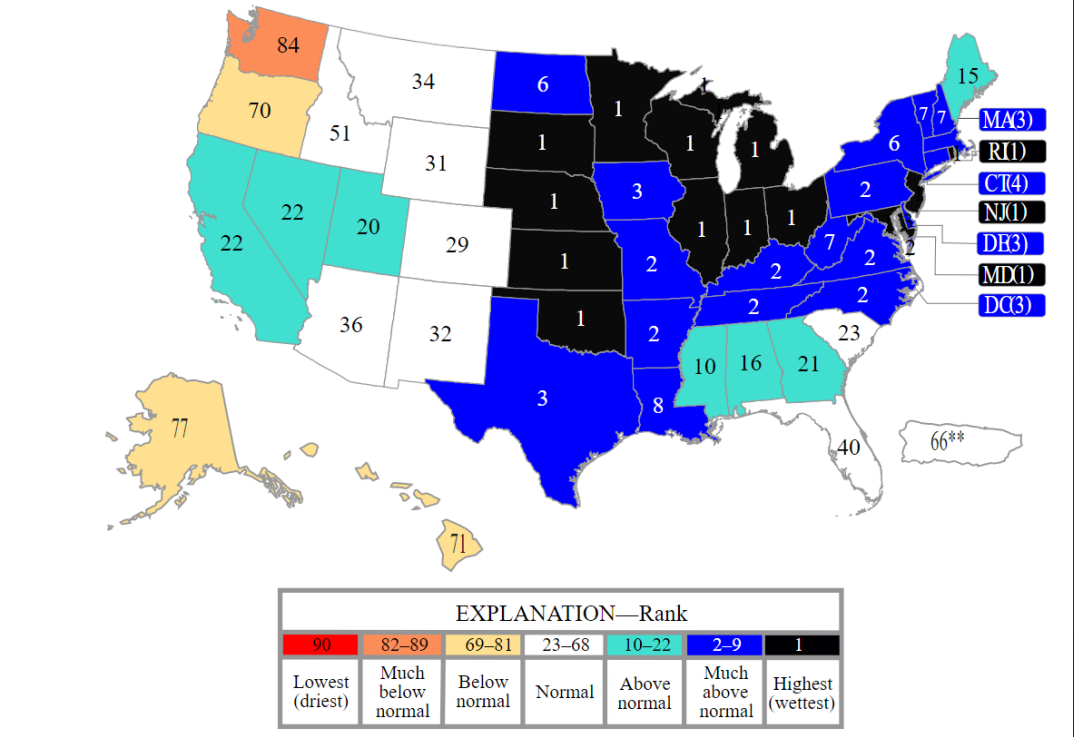 84
34
6
1
1
15
70
51
7
7
MA(3)
1
1
1
6
RI(1)
31
3
2
CT(4)
22
20
1
1
1
1
NJ(1)
22
29
1
2
2
7
2
2
DE(3)
MD(1)
2
2
DC(3)
36
32
1
2
23
10
16
21
3
8
77
40
66**
71
EXPLANATION—Rank
90 82–89 69–81 23–68 10–22 2–9 1
Lowest (driest)
Much below normal
Below normal
Normal
Above normal
Much above normal
Highest (wettest)